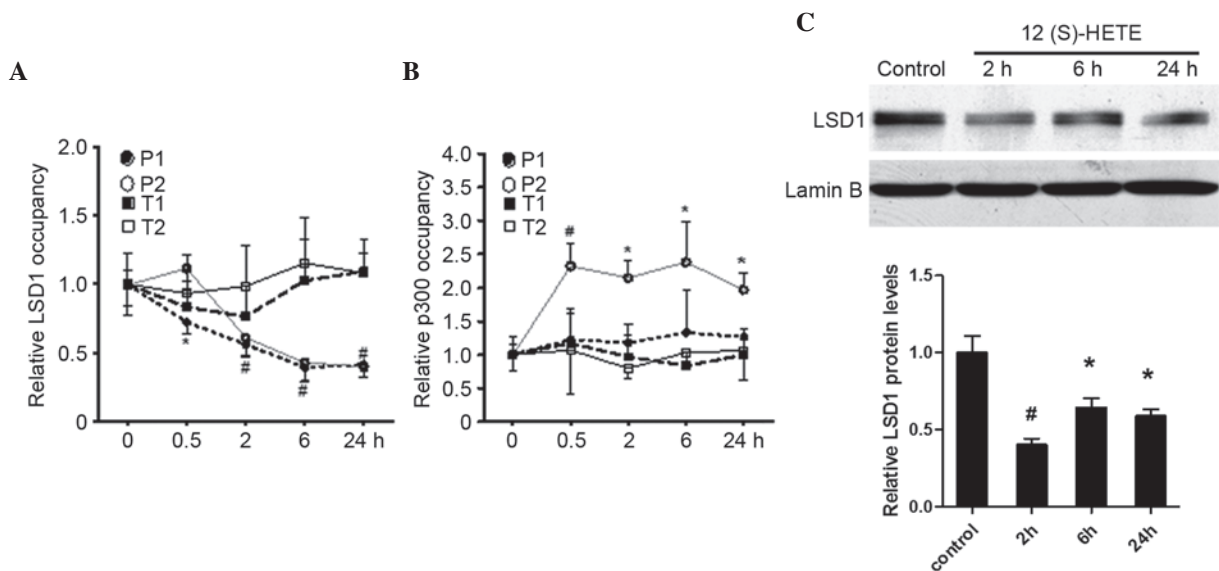 A
Relative LSD1 occupancy
2.0
1.5
1.0
0.5
0
P1
P2
T1
T2
*
#
#
#
0 0.5 2 6 24 h
B
Relative p300 occupancy
4.0
3.5
3.0
2.5
2.0
1.5
1.0
0.5
0
P1
P2
T1
T2
#
*
*
*
0 0.5 2 6 24 h
C
12 (S)-HETE
Control 2 h 6 h 24 h
LSD1
Lamin B
Relative LSD1 protein levels
1.5
1.0
0.5
0.0
#
*
*
control 2h 6h 24h